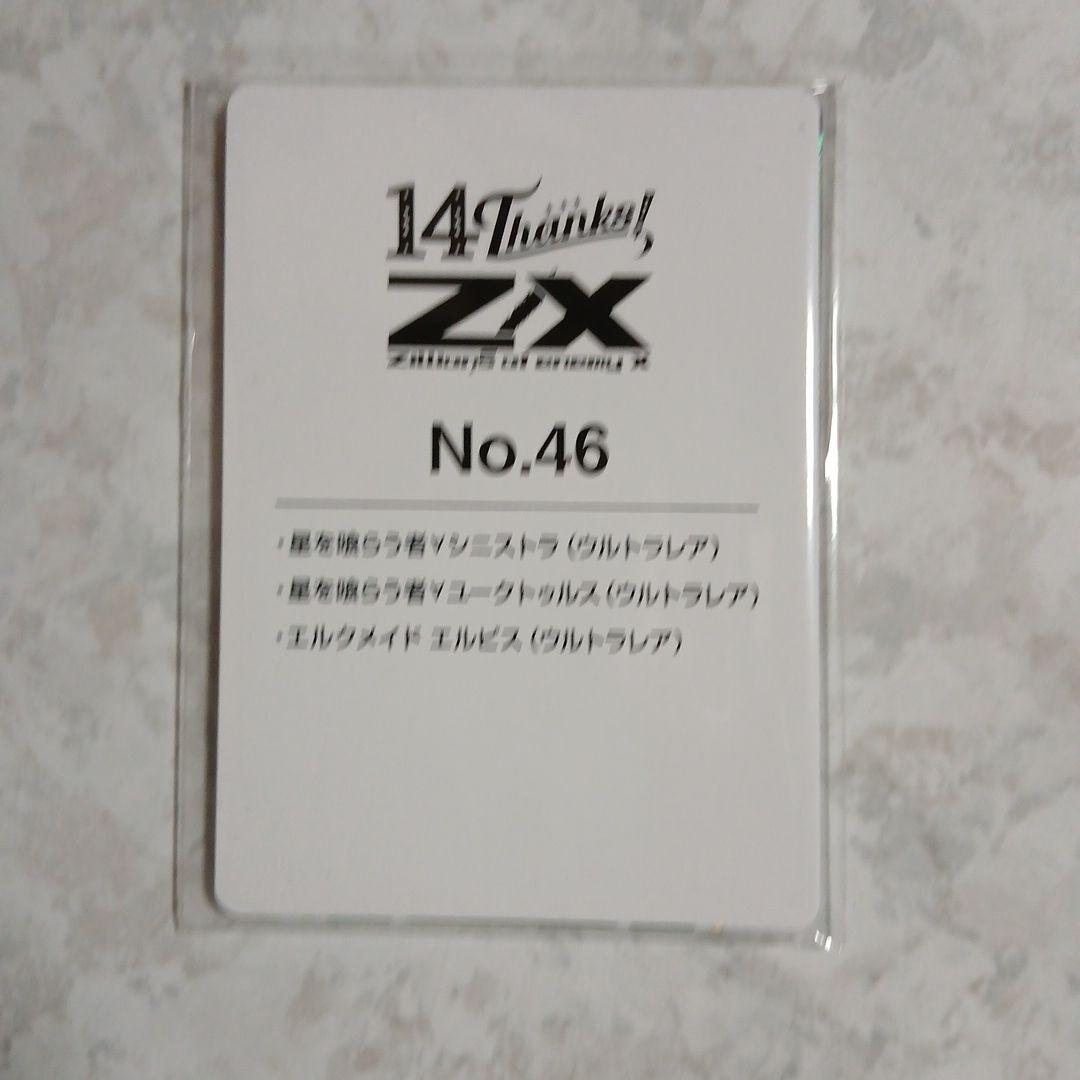 14 Thanks!
Z/X
Zillions of enemy X
No.46
・星を喰らう者Ψシニストラ(ウルトラレア)
・星を喰らう者Ψユークトゥルス(ウルトラレア)
・エルダメイド エルピス(ウルトラレア)